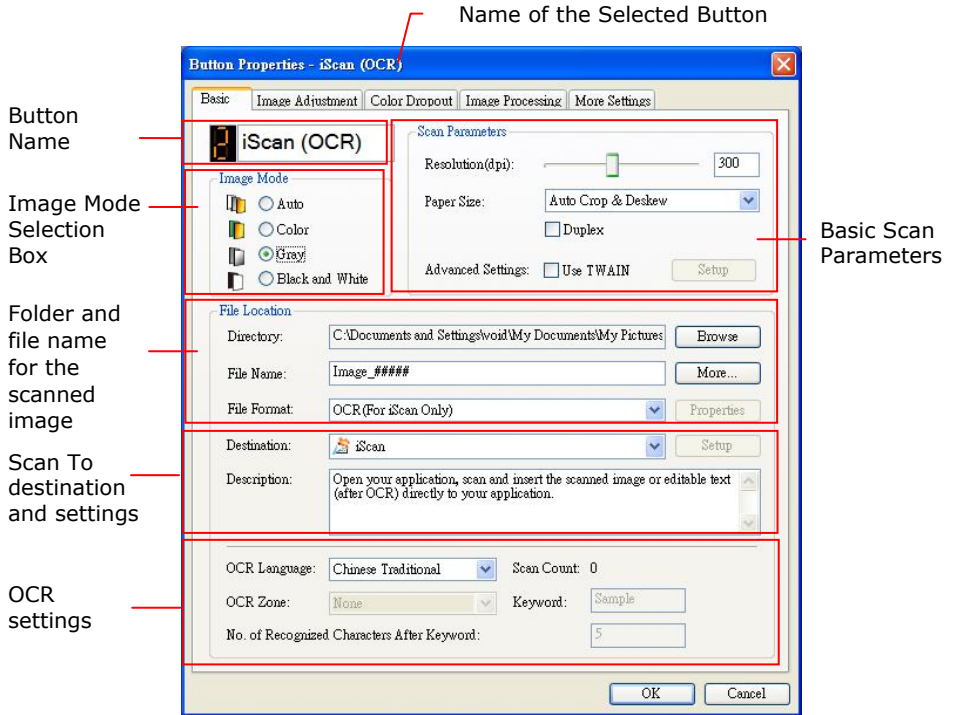 Name of the Selected Button
Button Properties - iScan (OCR)
Basic Image Adjustment Color Dropout Image Processing More Settings
Button
Name
2 iScan (OCR)
Image Mode
Selection
Box
Image Mode
Auto
Color
Gray
Black and White
Scan Parameters
Resolution(dpi): 300
Paper Size: Auto Crop & Deskew
Duplex
Advanced Settings: Use TWAIN Setup
Basic Scan
Parameters
Folder and
file name
for the
scanned
image
File Location
Directory: C:\Documents and Settings\void\My Documents\My Pictures Browse
File Name: Image_##### More...
File Format: OCR(For iScan Only) Properties
Scan To
destination
and settings
Destination: iScan Setup
Description: Open your application, scan and insert the scanned image or editable text
(after OCR) directly to your application.
OCR
settings
OCR Language: Chinese Traditional Scan Count: 0
OCR Zone: None Keyword: Sample
No. of Recognized Characters After Keyword: 5
OK Cancel